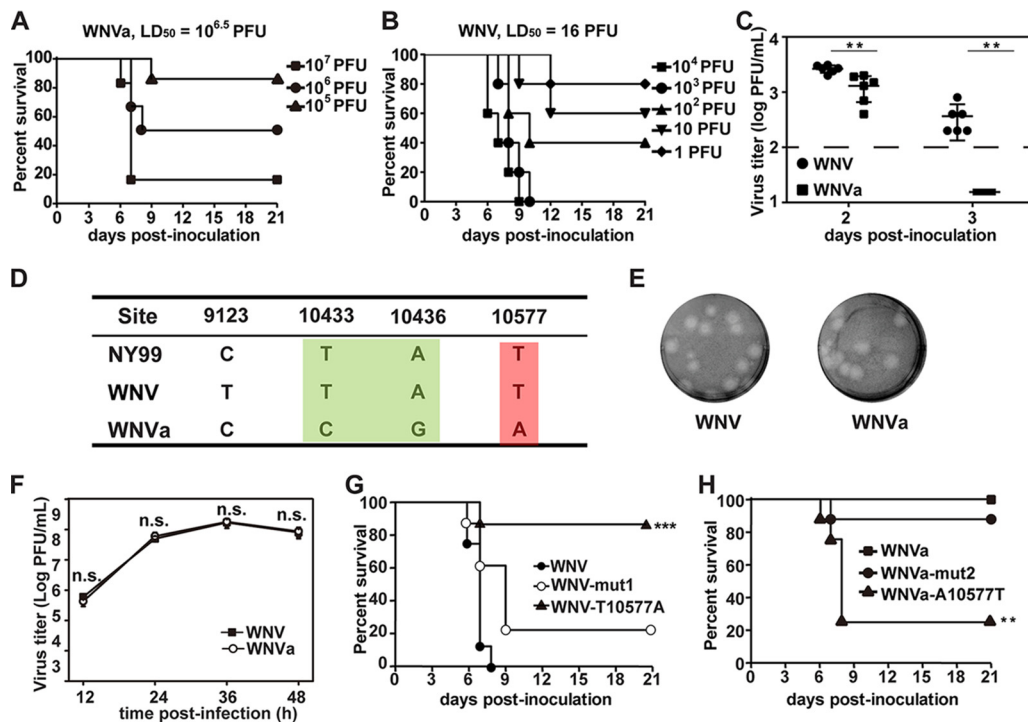 A
WNVa, LD50 = 10^6.5 PFU
Percent survival
100
80
60
40
20
0
10^7 PFU
10^6 PFU
10^5 PFU
0 3 6 9 12 15 18 21
days post-inoculation
B
WNV, LD50 = 16 PFU
Percent survival
100
80
60
40
20
0
10^4 PFU
10^3 PFU
10^2 PFU
10 PFU
1 PFU
0 3 6 9 12 15 18 21
days post-inoculation
C
Virus titer (log PFU/mL)
4
3
2
1
**
**
WNV
WNVa
2 3
days post-inoculation
D
Site 9123 10433 10436 10577
NY99 C T A T
WNV T T A T
WNVa C C G A
E
WNV WNVa
F
Virus titer (Log PFU/mL)
9
8
7
6
5
4
3
n.s. n.s. n.s. n.s.
WNV
WNVa
12 24 36 48
time post-infection (h)
G
Percent survival
100
80
60
40
20
0
***
WNV
WNV-mut1
WNV-T10577A
0 3 6 9 12 15 18 21
days post-inoculation
H
Percent survival
100
80
60
40
20
0
WNVa
WNVa-mut2
WNVa-A10577T
**
0 3 6 9 12 15 18 21
days post-inoculation